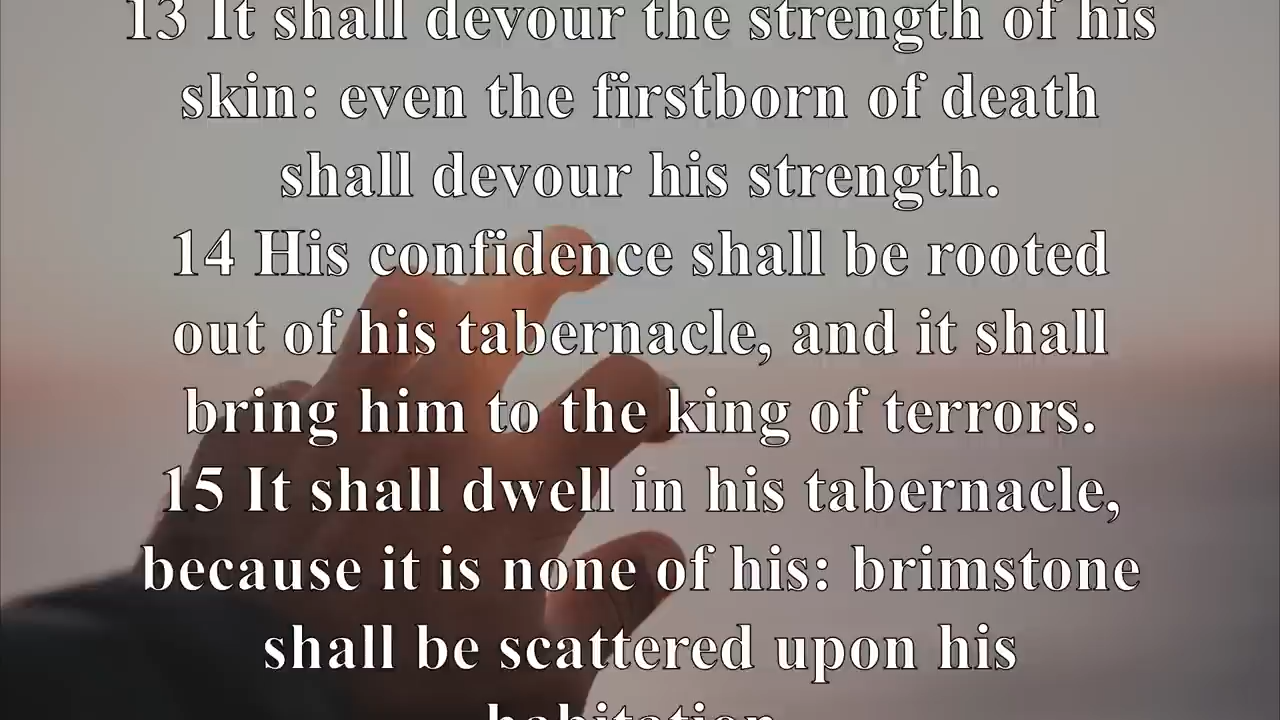 13 It shall devour the strength of his
skin: even the firstborn of death
shall devour his strength.
14 His confidence shall be rooted
out of his tabernacle, and it shall
bring him to the king of terrors.
15 It shall dwell in his tabernacle,
because it is none of his: brimstone
shall be scattered upon his
habitation.